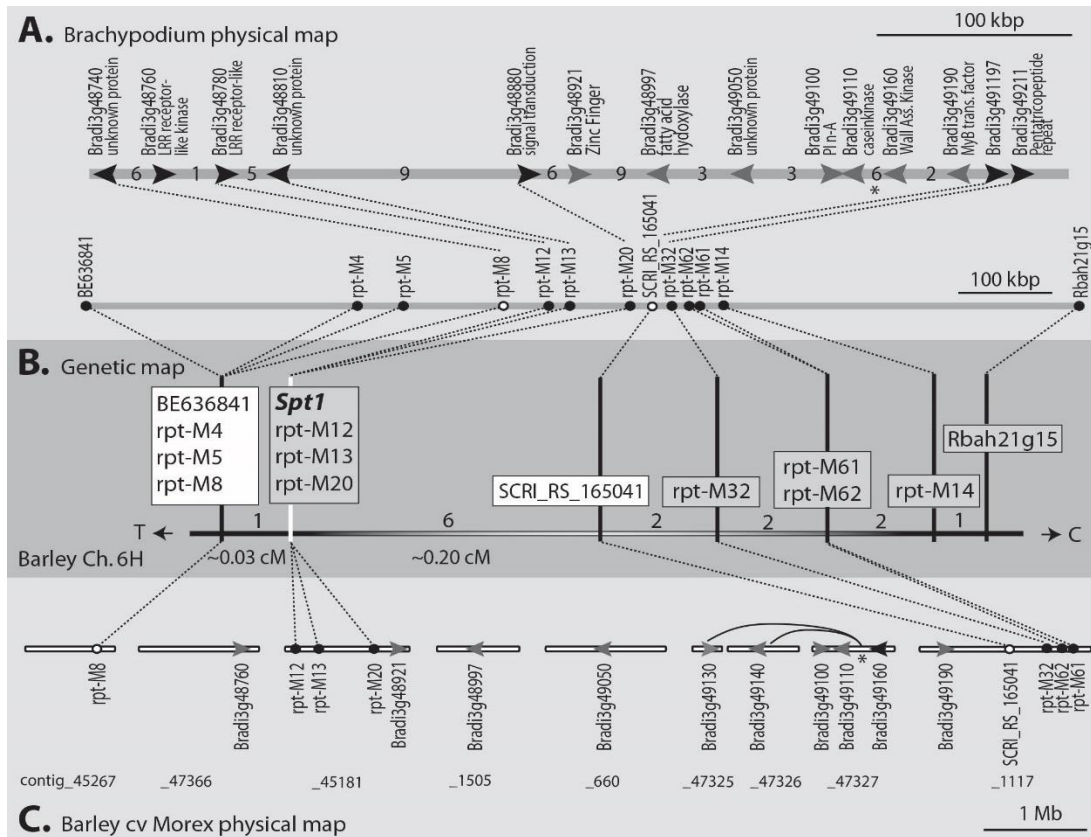 A. Brachypodium physical map
100 kbp
Bradi3g48740
unknown protein
Bradi3g48760
LRR receptor-
like kinase
Bradi3g48780
LRR receptor-like
Bradi3g48810
unknown protein
Bradi3g48880
signal transduction
Bradi3g48921
Zinc Finger
Bradi3g48997
fatty acid
hydoxylase
Bradi3g49050
unknown protein
Bradi3g49100
PII n-A
Bradi3g49110
caseinkinase
Bradi3g49160
Wall Ass. Kinase
Bradi3g49190
MyB trans. factor
Bradi3g491197
Bradi3g49211
Pentatricopeptide
repeat
6 1 5 9 6 9 3 3 6 2
*
BE636841
rpt-M4
rpt-M5
rpt-M8
rpt-M12
rpt-M13
rpt-M20
SCRI_RS_165041
rpt-M32
rpt-M62
rpt-M61
rpt-M14
Rbah21g15
100 kbp
B. Genetic map
BE636841
rpt-M4
rpt-M5
rpt-M8
Spt1
rpt-M12
rpt-M13
rpt-M20
SCRI_RS_165041
rpt-M32
rpt-M61
rpt-M62
rpt-M14
Rbah21g15
T 1 6 2 2 2 1 C
Barley Ch. 6H ~0.03 cM ~0.20 cM
*
rpt-M8
Bradi3g48760
rpt-M12
rpt-M13
rpt-M20
Bradi3g48921
Bradi3g48997
Bradi3g49050
Bradi3g49130
Bradi3g49140
Bradi3g49100
Bradi3g49110
Bradi3g49160
Bradi3g49190
SCRI_RS_165041
rpt-M32
rpt-M62
rpt-M61
contig_45267 _47366 _45181 _1505 _660 _47325 _47326 _47327 _1117
C. Barley cv Morex physical map
1 Mb